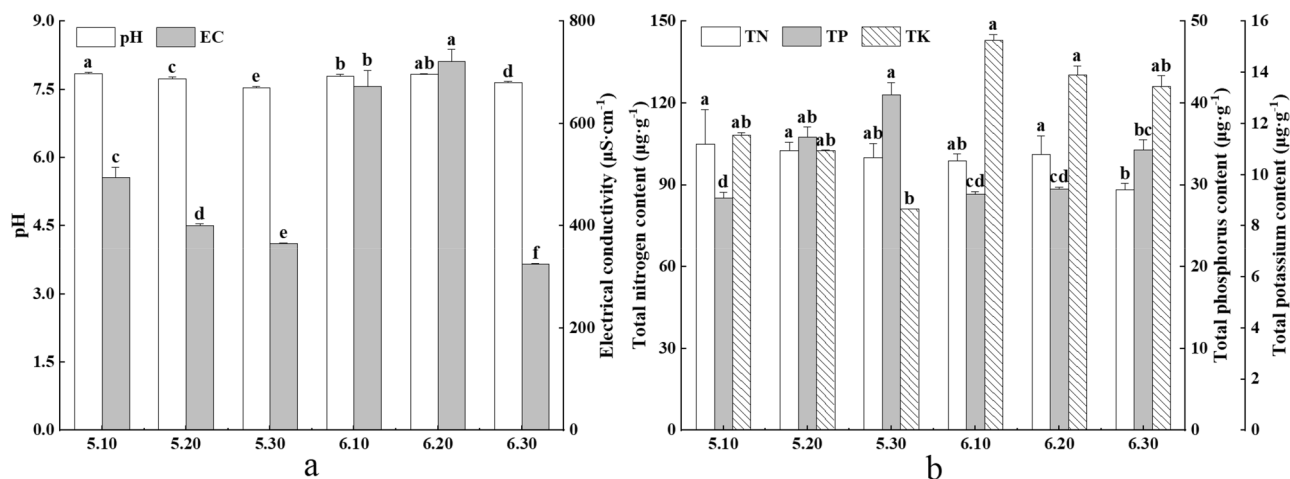 pH EC
9.0
7.5
6.0
4.5
3.0
1.5
0.0
pH
a c e b ab d
c d e b a f
800
600
400
200
0
Electrical conductivity (μS·cm⁻¹)
5.10 5.20 5.30 6.10 6.20 6.30
a
TN TP TK
150
120
90
60
30
0
Total nitrogen content (μg·g⁻¹)
a a ab ab a b
d ab a cd cd bc
ab ab b a a ab
50
40
30
20
10
0
Total phosphorus content (μg·g⁻¹)
16
14
12
10
8
6
4
2
0
Total potassium content (μg·g⁻¹)
5.10 5.20 5.30 6.10 6.20 6.30
b